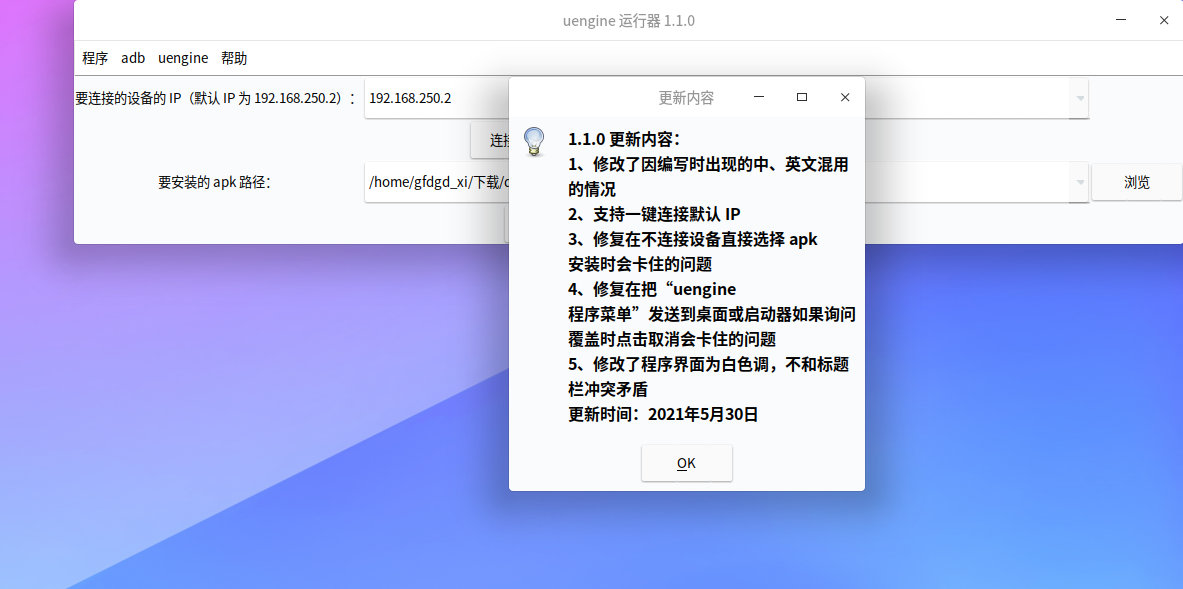 uengine 运行器 1.1.0
程序 adb uengine 帮助
要连接的设备的 IP（默认 IP 为 192.168.250.2）： 192.168.250.2
要安装的 apk 路径： /home/gfdgd_xi/下载/ 浏览
更新内容
1.1.0 更新内容：
1、修改了因编写时出现的中、英文混用
的情况
2、支持一键连接默认 IP
3、修复在不连接设备直接选择 apk
安装时会卡住的问题
4、修复在把“uengine
程序菜单”发送到桌面或启动器如果询问
覆盖时点击取消会卡住的问题
5、修改了程序界面为白色调，不和标题
栏冲突矛盾
更新时间：2021年5月30日
OK